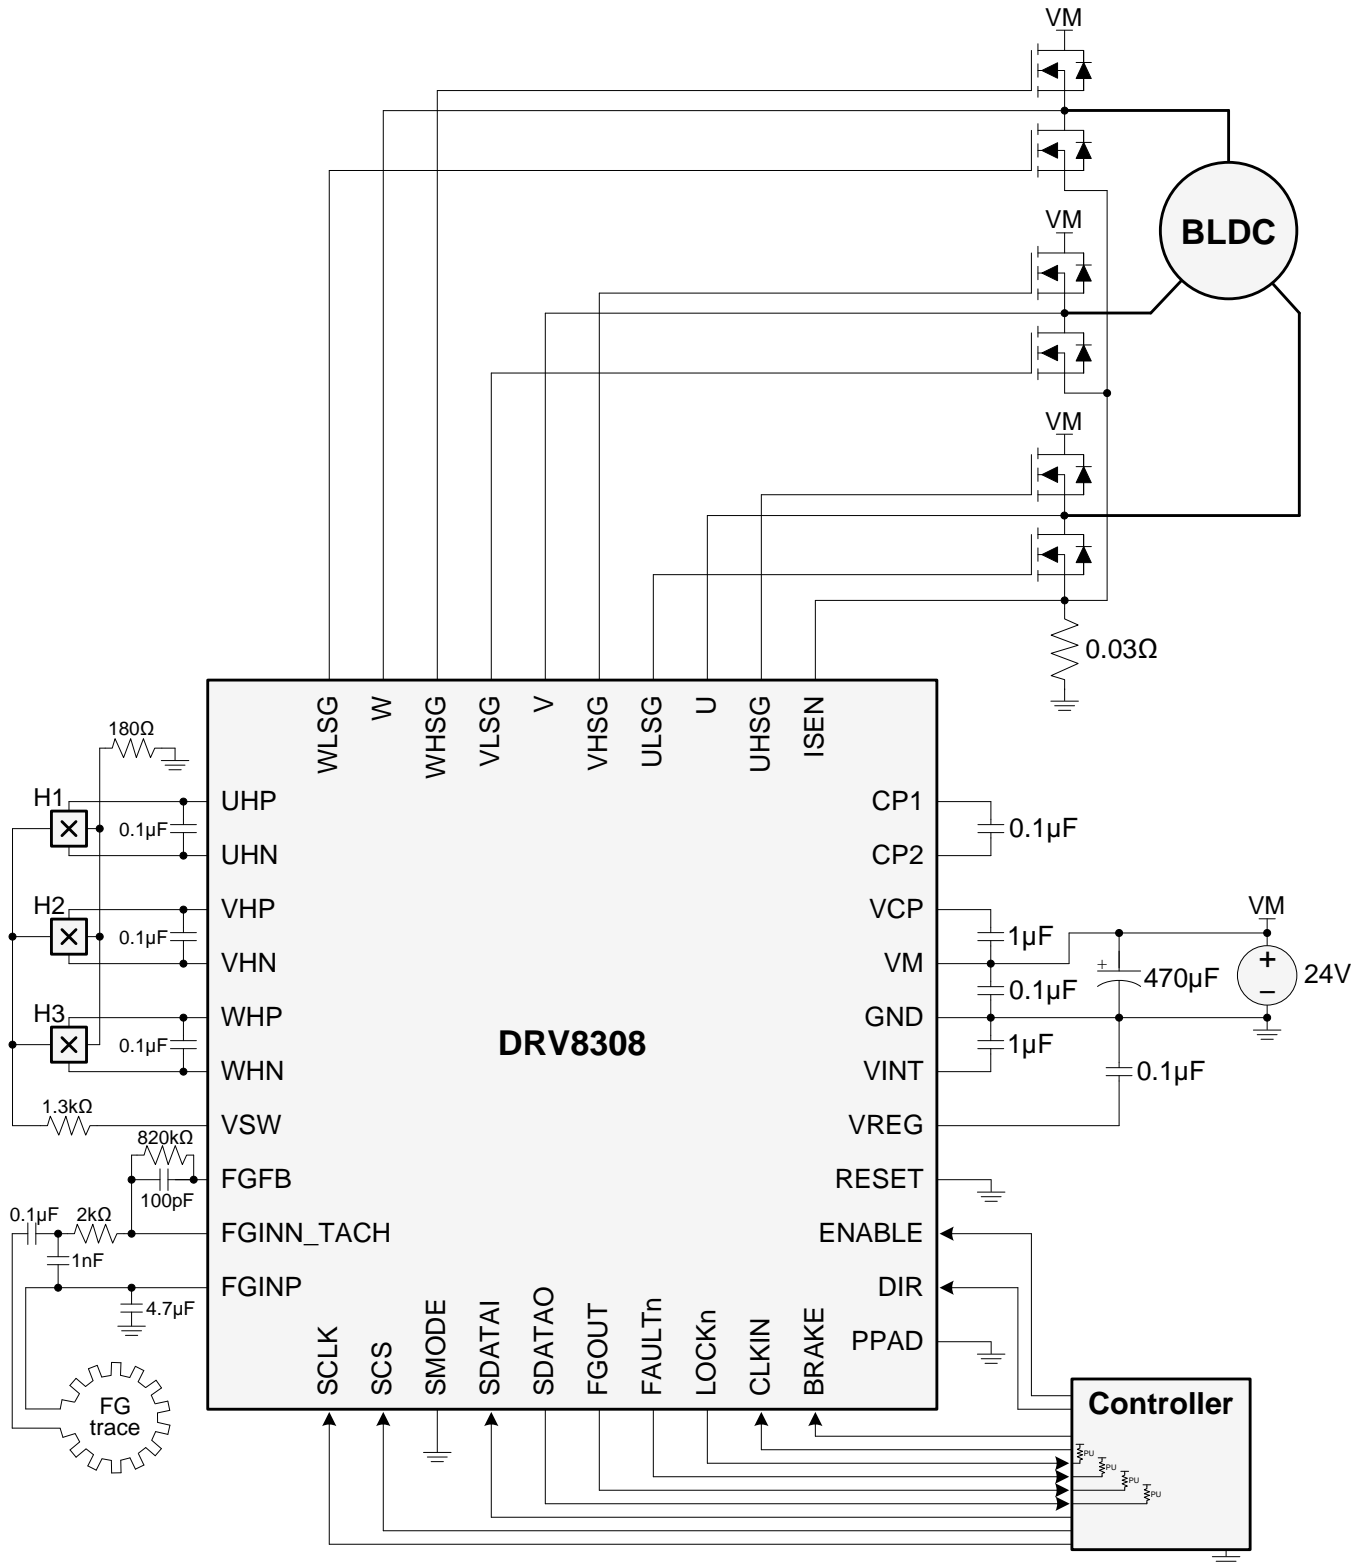 VM
VM
BLDC
VM
0.03Ω
WLSG
W
WHSG
VLSG
V
VHSG
ULSG
U
UHSG
ISEN
180Ω
H1
0.1µF
UHP
UHN
H2
0.1µF
VHP
VHN
H3
0.1µF
WHP
WHN
1.3kΩ
VSW
820kΩ
100pF
FGFB
0.1µF
2kΩ
1nF
FGINN_TACH
4.7µF
FGINP
DRV8308
CP1
0.1µF
CP2
VCP
1µF
VM
0.1µF
GND
1µF
VINT
470µF
VM
+
−
24V
+
0.1µF
VREG
RESET
ENABLE
DIR
PPAD
SCLK
SCS
SMODE
SDATAI
SDATAO
FGOUT
FAULTn
LOCKn
CLKIN
BRAKE
FG
trace
Controller
PU
PU
PU
PU